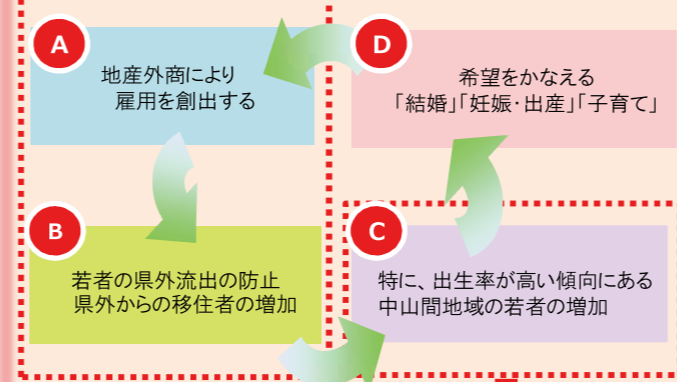 A
地産外商により
雇用を創出する
B
若者の県外流出の防止
県外からの移住者の増加
C
特に、出生率が高い傾向にある
中山間地域の若者の増加
D
希望をかなえる
「結婚」「妊娠・出産」「子育て」